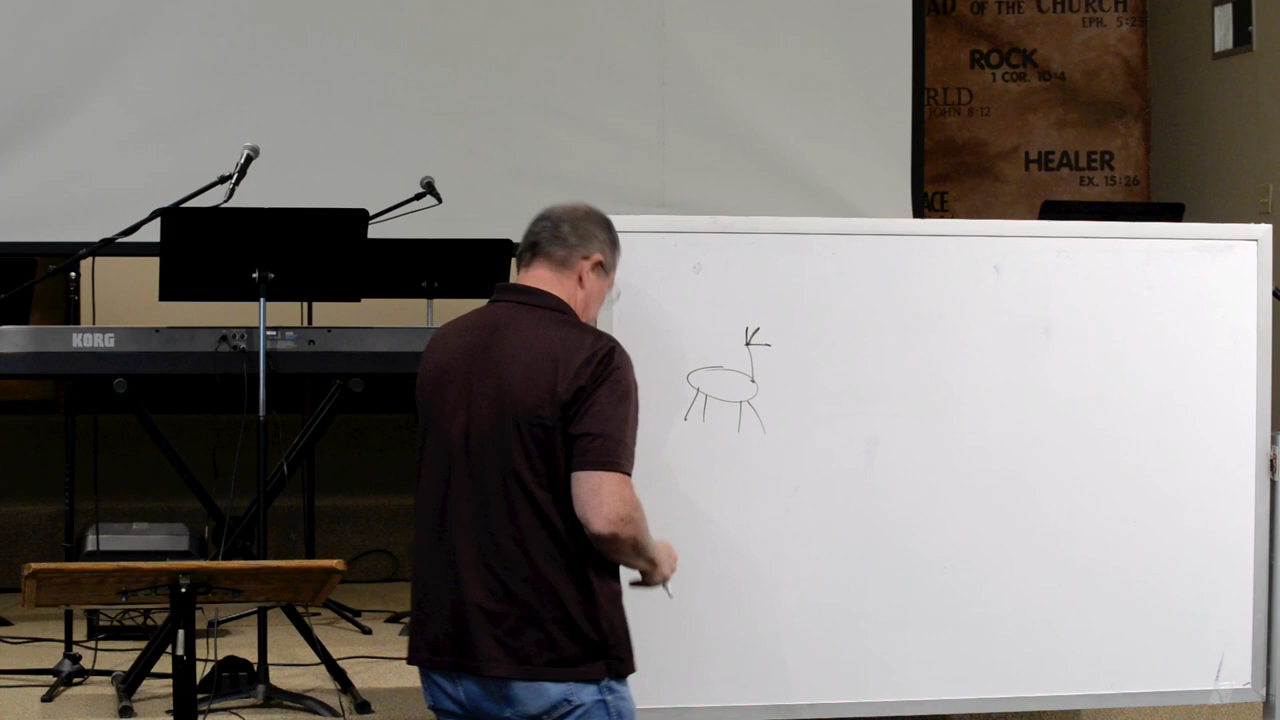 AD OF THE CHURCH
EPH. 5:23
ROCK
1 COR. 10:4
RLD
JOHN 8:12
HEALER
EX. 15:26
ACE
KORG